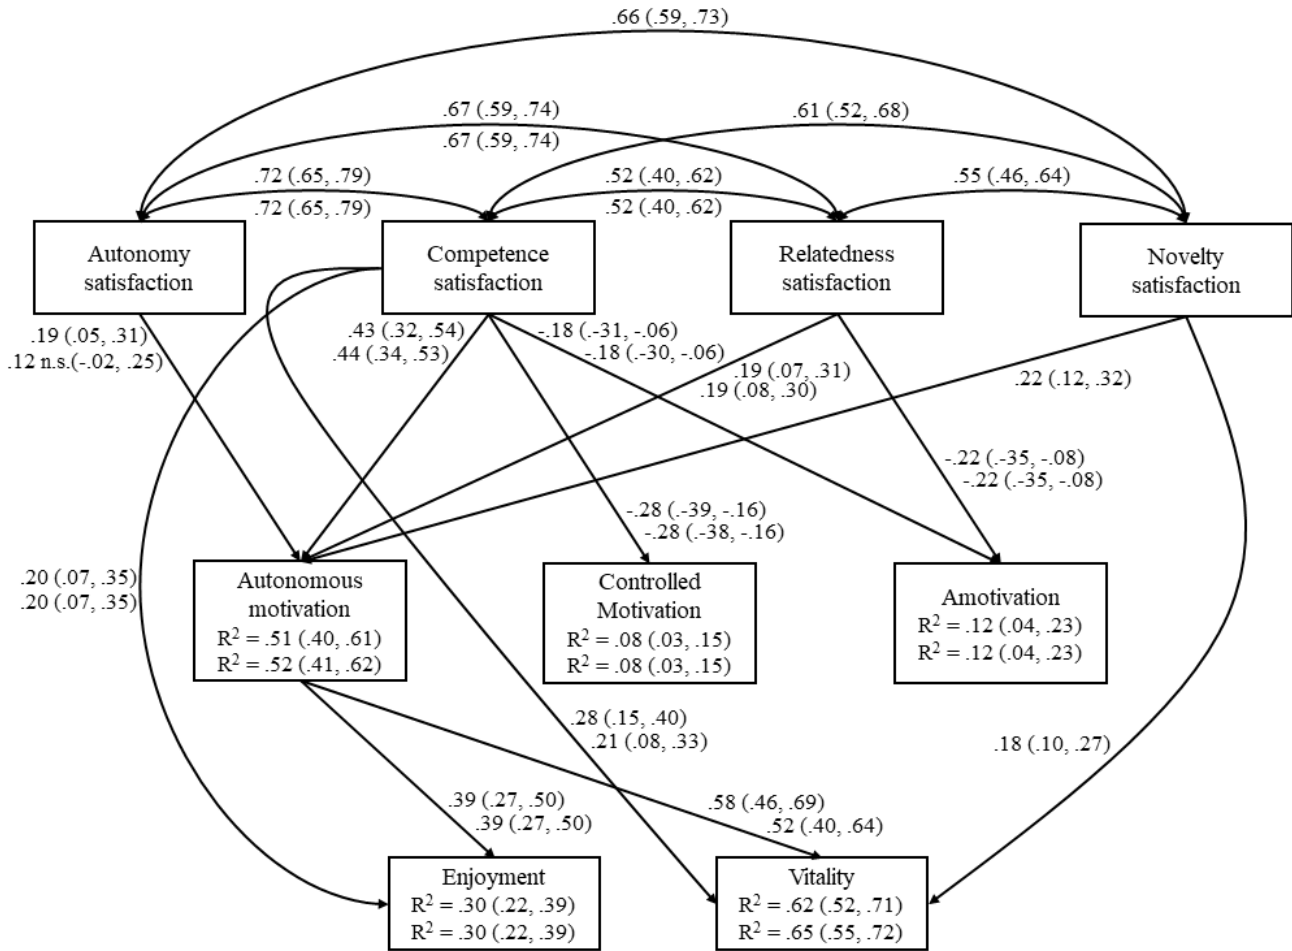 .66 (.59, .73)
.67 (.59, .74)
.67 (.59, .74)
.61 (.52, .68)
.72 (.65, .79)
.72 (.65, .79)
.52 (.40, .62)
.52 (.40, .62)
.55 (.46, .64)
Autonomy
satisfaction
Competence
satisfaction
Relatedness
satisfaction
Novelty
satisfaction
.19 (.05, .31)
.12 n.s.(-.02, .25)
.43 (.32, .54)
.44 (.34, .53)
-.18 (-.31, -.06)
-.18 (-.30, -.06)
.19 (.07, .31)
.19 (.08, .30)
.22 (.12, .32)
-.22 (.-35, -.08)
-.22 (.-35, -.08)
-.28 (.-39, -.16)
-.28 (.-38, -.16)
.20 (.07, .35)
.20 (.07, .35)
Autonomous
motivation
R² = .51 (.40, .61)
R² = .52 (.41, .62)
Controlled
Motivation
R² = .08 (.03, .15)
R² = .08 (.03, .15)
Amotivation
R² = .12 (.04, .23)
R² = .12 (.04, .23)
.28 (.15, .40)
.21 (.08, .33)
.18 (.10, .27)
.39 (.27, .50)
.39 (.27, .50)
.58 (.46, .69)
.52 (.40, .64)
Enjoyment
R² = .30 (.22, .39)
R² = .30 (.22, .39)
Vitality
R² = .62 (.52, .71)
R² = .65 (.55, .72)